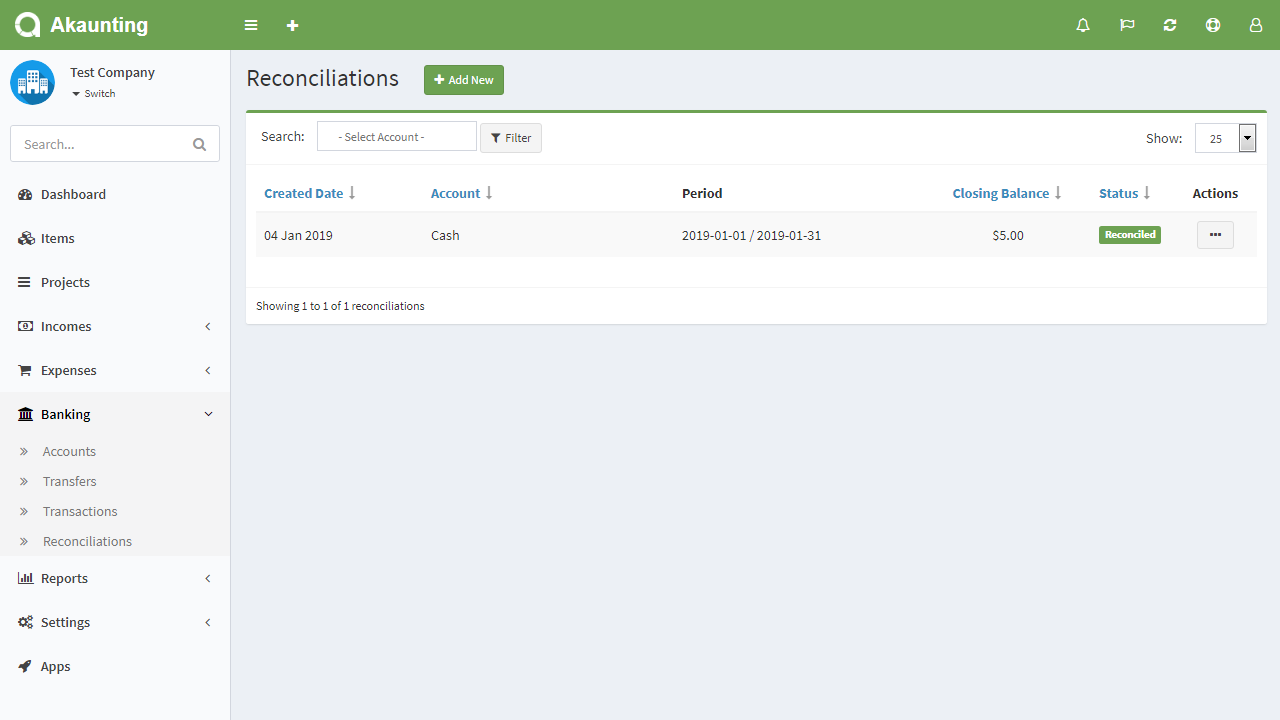 Akaunting
Test Company
Switch
Search...
Dashboard
Items
Projects
Incomes
Expenses
Banking
Accounts
Transfers
Transactions
Reconciliations
Reports
Settings
Apps
Reconciliations
Add New
Search: - Select Account - Filter Show: 25
Created Date Account Period Closing Balance Status Actions
04 Jan 2019 Cash 2019-01-01 / 2019-01-31 $5.00 Reconciled
Showing 1 to 1 of 1 reconciliations